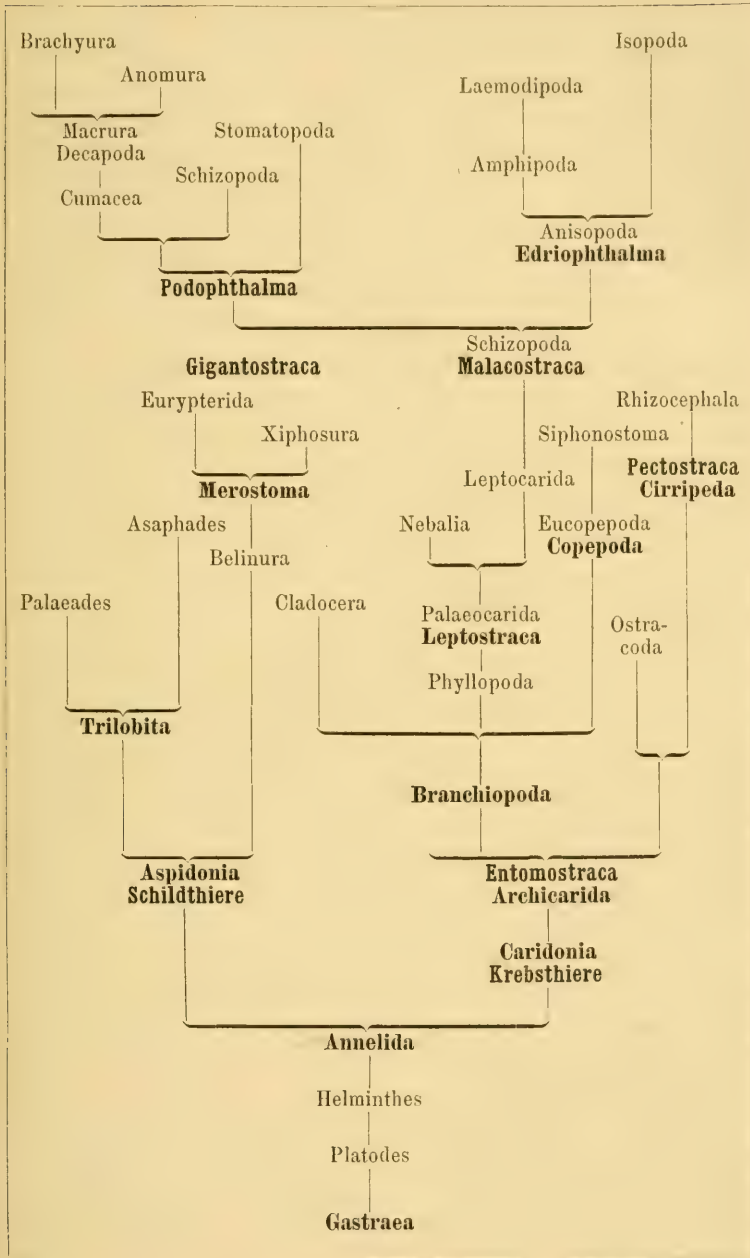 Brachyura
Isopoda
Anomura
Laemodipoda
Macrura
Decapoda
Stomatopoda
Schizopoda
Amphipoda
Cumacea
Anisopoda
Edriophthalma
Podophthalma
Schizopoda
Malacostraca
Gigantostraca
Eurypterida
Rhizocephala
Xiphosura
Siphonostoma
Pectostraca
Cirripeda
Leptocarida
Merostoma
Asaphades
Nebalia
Eucopepoda
Copepoda
Belinura
Palaeades
Cladocera
Palaeocarida
Leptostraca
Ostra-
coda
Phyllopoda
Trilobita
Branchiopoda
Aspidonia
Schildthiere
Entomostraca
Archicarida
Caridonia
Krebsthiere
Annelida
Helminthes
Platodes
Gastraea